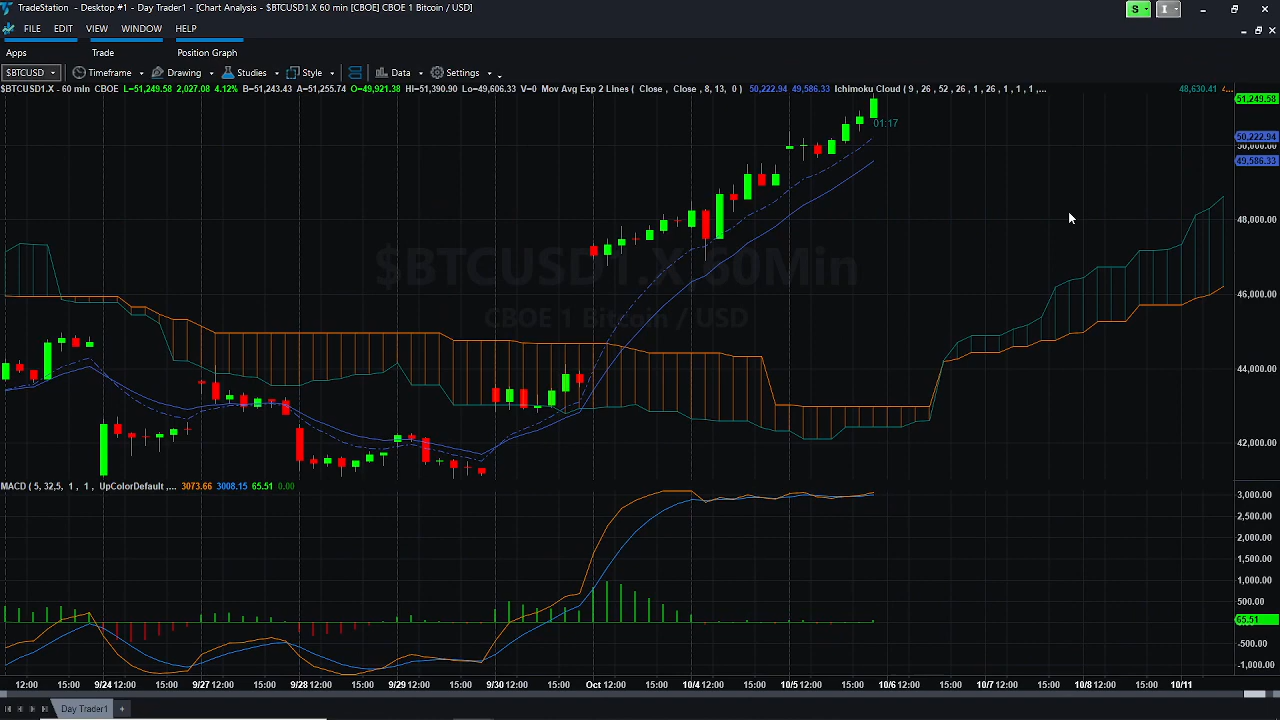 TradeStation - Desktop #1 - Day Trader1 - [Chart Analysis - $BTCUSD1.X 60 min [CBOE] CBOE 1 Bitcoin / USD]
S I
FILE EDIT VIEW WINDOW HELP
Apps Trade Position Graph
$BTCUSD Timeframe Drawing Studies Style Data Settings
$BTCUSD1.X - 60 min CBOE L=51,249.58 2,027.08 4.12% B=51,243.43 A=51,255.74 O=49,921.38 Hi=51,390.90 Lo=49,606.33 V=0 Mov Avg Exp 2 Lines ( Close , Close , 8, 13, 0 ) 50,222.94 49,586.33 Ichimoku Cloud ( 9 , 26 , 52 , 26 , 1 , 26 , 1 , 1 , 1 ,... 48,630.41 4...
51,249.58
01:17
50,222.94
50,000.00
49,586.33
48,000.00
$BTCUSD1.X 60Min
46,000.00
CBOE 1 Bitcoin / USD
44,000.00
42,000.00
MACD ( 5, 32,5, 1 , 1 , UpColorDefault ,... 3073.66 3008.15 65.51 0.00
3,000.00
2,500.00
2,000.00
1,500.00
1,000.00
500.00
65.51
-500.00
-1,000.00
12:00 15:00 9/24 12:00 15:00 9/27 15:00 9/28 15:00 9/29 15:00 9/30 12:00 15:00 Oct 12:00 15:00 10/4 12:00 15:00 10/5 12:00 15:00 10/6 12:00 15:00 10/7 12:00 15:00 10/8 12:00 15:00 10/11
Day Trader1 +